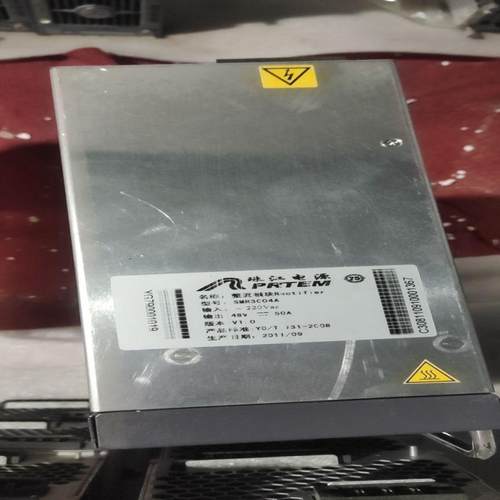 珠江电源
PRTEM
名称: 整流模块Rectifier
型号: SMR3C04A
输入: ~ 220Vac
输出: 48V 50A
版本 V1.0
产品标准 YD/T 731-2008
生产日期: 2011/09
C309110910001367